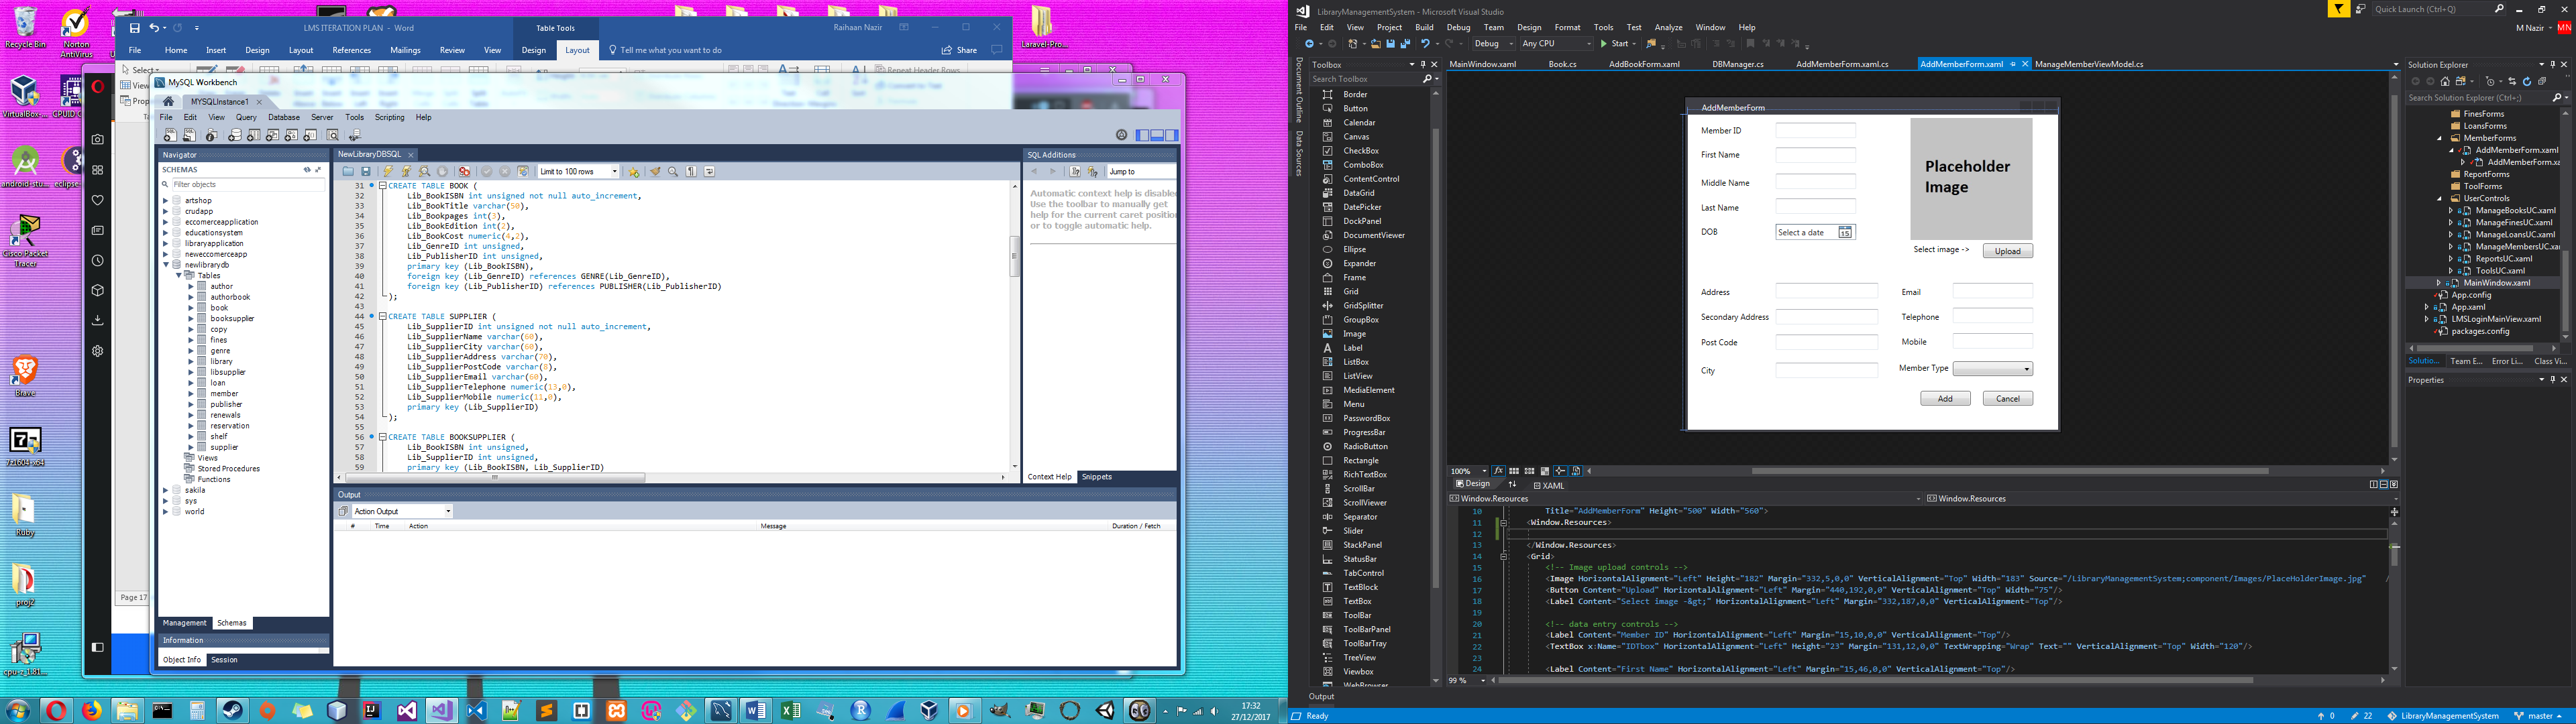 Recycle Bin
Norton AntiVirus
LMS ITERATION PLAN - Word
Table Tools
Raihaan Nazir
File Home Insert Design Layout References Mailings Review View Design Layout Tell me what you want to do Share
Select
Repeat Header Rows
Convert to Text
View
Laravel-Pro...
VirtualBox-...
android-stu...
eclipse-
Cisco Packet Tracer
Brave
7z1604-x64
Ruby
proj2
Page 17
MySQL Workbench
MYSQLInstance1
File Edit View Query Database Server Tools Scripting Help
Navigator
SCHEMAS
Filter objects
artshop
crudapp
eccomerceapplication
educationsystem
libraryapplication
neweccomerceapp
newlibrarydb
Tables
author
authorbook
book
booksupplier
copy
fines
genre
library
libsupplier
loan
member
publisher
renewals
reservation
shelf
supplier
Views
Stored Procedures
Functions
sakila
sys
world
Management Schemas
Information
Object Info Session
NewLibraryDBSQL
Limit to 100 rows
31 CREATE TABLE BOOK (
32 Lib_BookISBN int unsigned not null auto_increment,
33 Lib_BookTitle varchar(50),
34 Lib_Bookpages int(3),
35 Lib_BookEdition int(2),
36 Lib_BookCost numeric(4,2),
37 Lib_GenreID int unsigned,
38 Lib_PublisherID int unsigned,
39 primary key (Lib_BookISBN),
40 foreign key (Lib_GenreID) references GENRE(Lib_GenreID),
41 foreign key (Lib_PublisherID) references PUBLISHER(Lib_PublisherID)
42 );
43
44 CREATE TABLE SUPPLIER (
45 Lib_SupplierID int unsigned not null auto_increment,
46 Lib_SupplierName varchar(60),
47 Lib_SupplierCity varchar(60),
48 Lib_SupplierAddress varchar(70),
49 Lib_SupplierPostCode varchar(8),
50 Lib_SupplierEmail varchar(60),
51 Lib_SupplierTelephone numeric(13,0),
52 Lib_SupplierMobile numeric(11,0),
53 primary key (Lib_SupplierID)
54 );
55
56 CREATE TABLE BOOKSUPPLIER (
57 Lib_BookISBN int unsigned,
58 Lib_SupplierID int unsigned,
59 primary key (Lib_BookISBN, Lib_SupplierID)
SQL Additions
Jump to
Automatic context help is disabled.
Use the toolbar to manually get
help for the current caret position
or to toggle automatic help.
Context Help Snippets
Output
Action Output
# Time Action Message Duration / Fetch
17:32
27/12/2017
LibraryManagementSystem - Microsoft Visual Studio
Quick Launch (Ctrl+Q)
File Edit View Project Build Debug Team Design Format Tools Test Analyze Window Help
M Nazir MN
Debug Any CPU Start
Document Outline
Data Sources
Toolbox
Search Toolbox
Border
Button
Calendar
Canvas
CheckBox
ComboBox
ContentControl
DataGrid
DatePicker
DockPanel
DocumentViewer
Ellipse
Expander
Frame
Grid
GridSplitter
GroupBox
Image
Label
ListBox
ListView
MediaElement
Menu
PasswordBox
ProgressBar
RadioButton
Rectangle
RichTextBox
ScrollBar
ScrollViewer
Separator
Slider
StackPanel
StatusBar
TabControl
TextBlock
TextBox
ToolBar
ToolBarPanel
ToolBarTray
TreeView
Viewbox
WebBrowser
Output
MainWindow.xaml Book.cs AddBookForm.xaml DBManager.cs AddMemberForm.xaml.cs AddMemberForm.xaml ManageMemberViewModel.cs
AddMemberForm
Member ID
First Name
Middle Name
Last Name
DOB Select a date 15
Placeholder
Image
Select image -> Upload
Address Email
Secondary Address Telephone
Post Code Mobile
City Member Type
Add Cancel
100%
Design XAML
Window.Resources Window.Resources
10 Title="AddMemberForm" Height="500" Width="560">
11 <Window.Resources>
12
13 </Window.Resources>
14 <Grid>
15 <!-- Image upload controls -->
16 <Image HorizontalAlignment="Left" Height="182" Margin="332,5,0,0" VerticalAlignment="Top" Width="183" Source="/LibraryManagementSystem;component/Images/PlaceHolderImage.jpg" /
17 <Button Content="Upload" HorizontalAlignment="Left" Margin="440,192,0,0" VerticalAlignment="Top" Width="75"/>
18 <Label Content="Select image -&gt;" HorizontalAlignment="Left" Margin="332,187,0,0" VerticalAlignment="Top"/>
19
20 <!-- data entry controls -->
21 <Label Content="Member ID" HorizontalAlignment="Left" Margin="15,10,0,0" VerticalAlignment="Top"/>
22 <TextBox x:Name="IDTbox" HorizontalAlignment="Left" Height="23" Margin="131,12,0,0" TextWrapping="Wrap" Text="" VerticalAlignment="Top" Width="120"/>
23
24 <Label Content="First Name" HorizontalAlignment="Left" Margin="15,46,0,0" VerticalAlignment="Top"/>
99 %
Solution Explorer
Search Solution Explorer (Ctrl+;)
FinesForms
LoansForms
MemberForms
AddMemberForm.xaml
AddMemberForm.xa
ReportForms
ToolForms
UserControls
ManageBooksUC.xaml
ManageFinesUC.xaml
ManageLoansUC.xaml
ManageMembersUC.xa
ReportsUC.xaml
ToolsUC.xaml
MainWindow.xaml
App.config
App.xaml
LMSLoginMainView.xaml
packages.config
Solutio... Team E... Error Li... Class Vi...
Properties
Ready
0 22 LibraryManagementSystem master